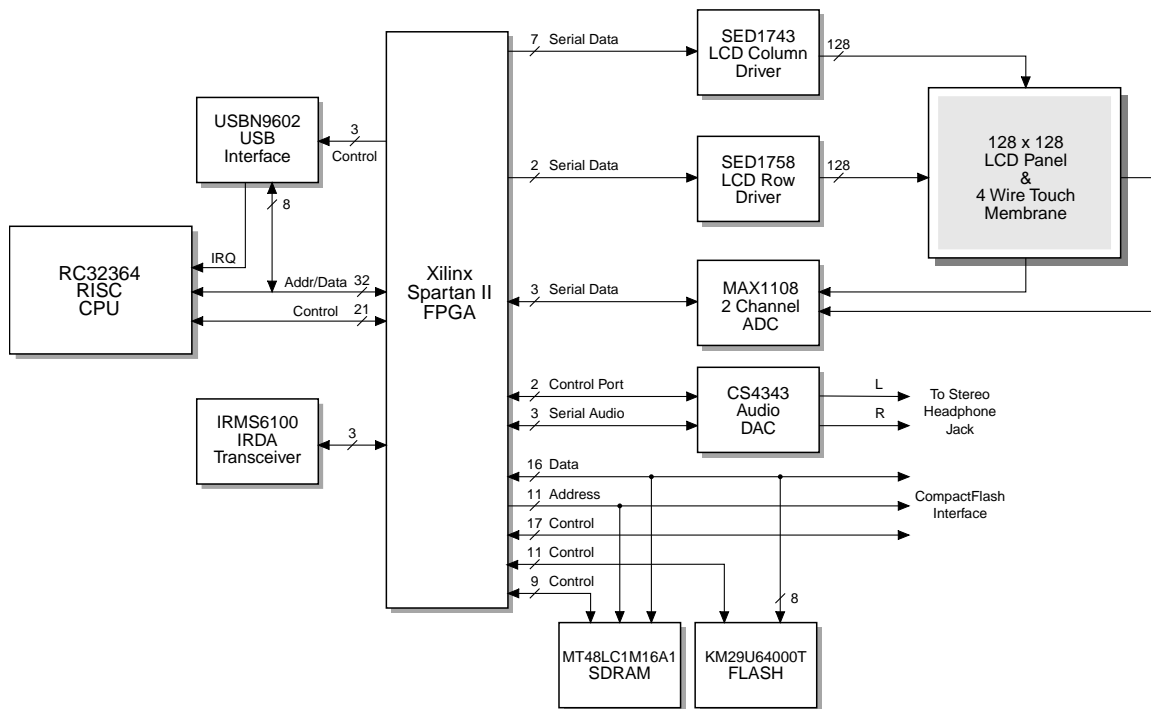 7 Serial Data
SED1743
LCD Column
Driver
128
USBN9602
USB
Interface
3
Control
8
2 Serial Data
SED1758
LCD Row
Driver
128
128 x 128
LCD Panel
&
4 Wire Touch
Membrane
RC32364
RISC
CPU
IRQ
Addr/Data 32
Control 21
Xilinx
Spartan II
FPGA
3 Serial Data
MAX1108
2 Channel
ADC
IRMS6100
IRDA
Transceiver
3
2 Control Port
3 Serial Audio
CS4343
Audio
DAC
L
R
To Stereo
Headphone
Jack
16 Data
11 Address
17 Control
11 Control
9 Control
CompactFlash
Interface
8
MT48LC1M16A1
SDRAM
KM29U64000T
FLASH